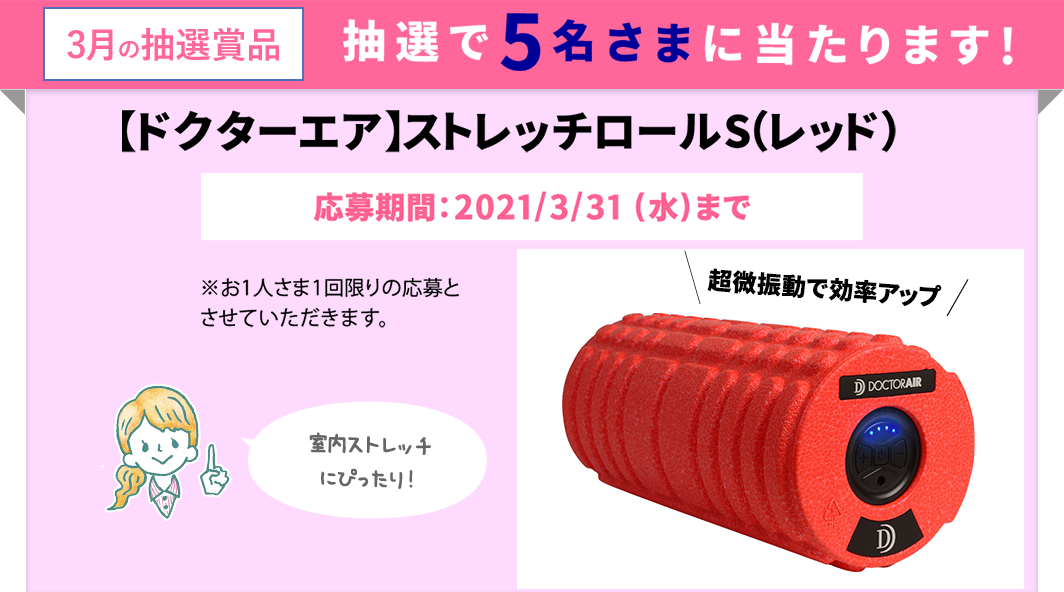 3月の抽選賞品
抽選で5名さまに当たります!
【ドクターエア】ストレッチロールS(レッド)
応募期間:2021/3/31 (水)まで
※お1人さま1回限りの応募と
させていただきます。
超微振動で効率アップ
DOCTORAIR
室内ストレッチ
にぴったり!